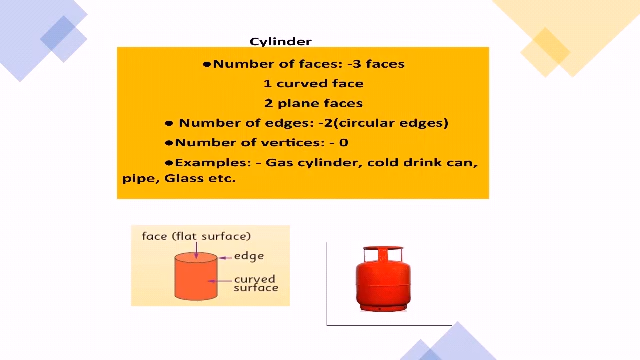 Cylinder
●Number of faces: -3 faces
1 curved face
2 plane faces
● Number of edges: -2(circular edges)
●Number of vertices: - 0
●Examples: - Gas cylinder, cold drink can,
pipe, Glass etc.
face (flat surface)
edge
curved
surface